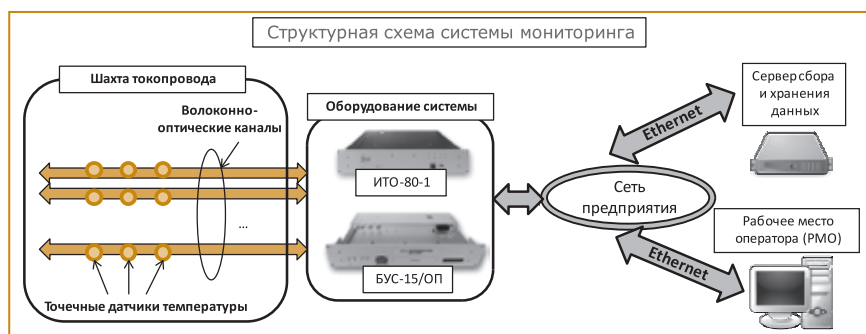 Структурная схема системы мониторинга
Шахта токопровода
Волоконно-
оптические каналы
...
Точечные датчики температуры
Оборудование системы
ИТО-80-1
БУС-15/ОП
Сеть
предприятия
Ethernet
Ethernet
Сервер сбора
и хранения
данных
Рабочее место
оператора (РМО)